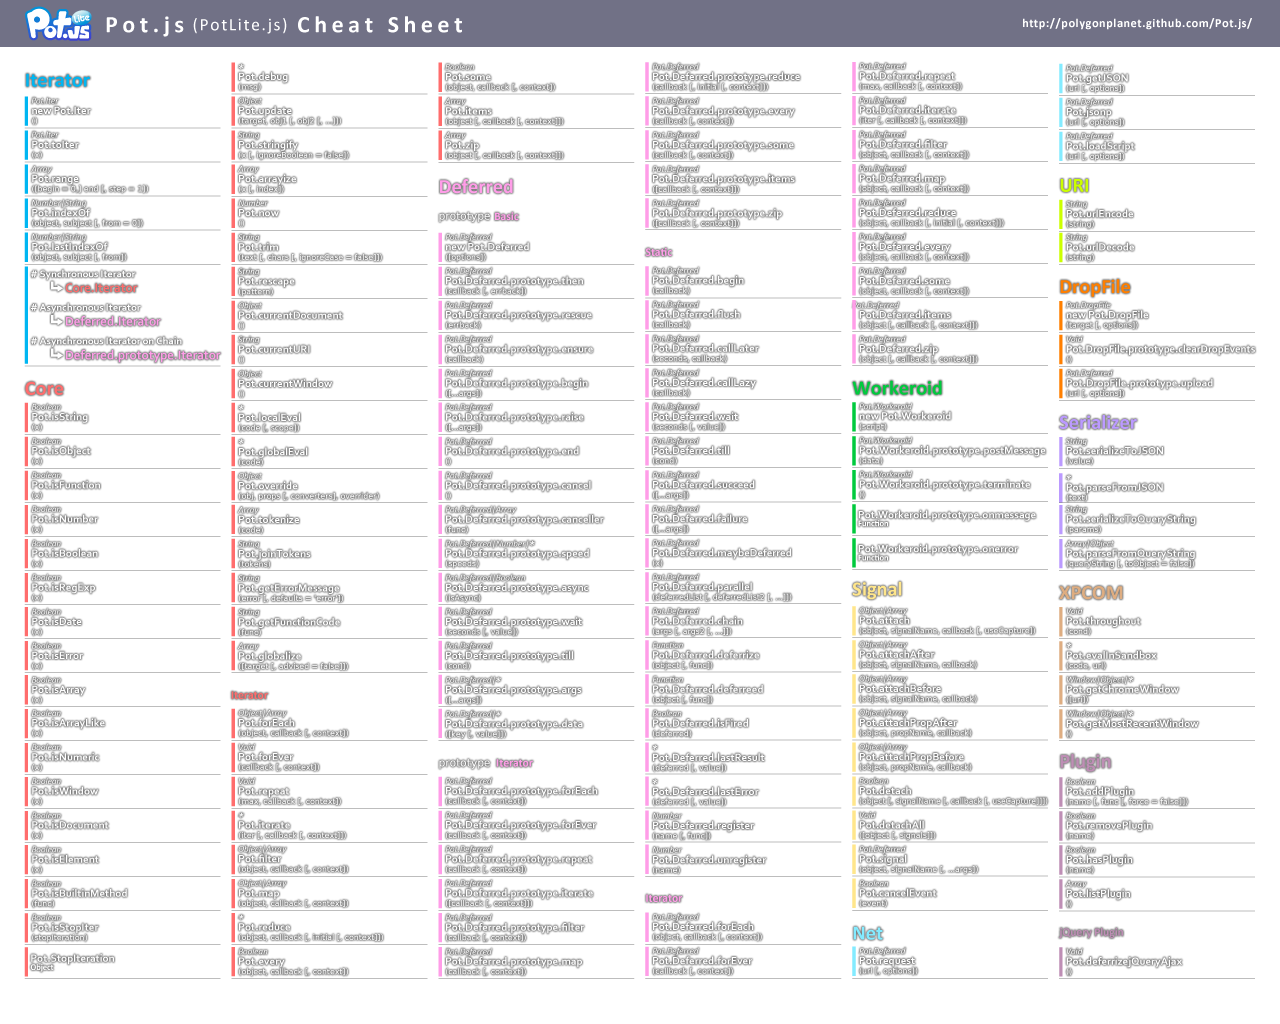 Pot.js Lite
Pot.js (PotLite.js) Cheat Sheet
http://polygonplanet.github.com/Pot.js/
Iterator
Pot.Iter
new Pot.Iter
()
Pot.Iter
Pot.toIter
(x)
Array
Pot.range
([begin = 0,] end [, step = 1])
Number|String
Pot.indexOf
(object, subject [, from = 0])
Number|String
Pot.lastIndexOf
(object, subject [, from])
# Synchronous Iterator
Core.Iterator
# Asynchronous Iterator
Deferred.Iterator
# Asynchronous Iterator on Chain
Deferred.prototype.Iterator
Core
Boolean
Pot.isString
(x)
Boolean
Pot.isObject
(x)
Boolean
Pot.isFunction
(x)
Boolean
Pot.isNumber
(x)
Boolean
Pot.isBoolean
(x)
Boolean
Pot.isRegExp
(x)
Boolean
Pot.isDate
(x)
Boolean
Pot.isError
(x)
Boolean
Pot.isArray
(x)
Boolean
Pot.isArrayLike
(x)
Boolean
Pot.isNumeric
(x)
Boolean
Pot.isWindow
(x)
Boolean
Pot.isDocument
(x)
Boolean
Pot.isElement
(x)
Boolean
Pot.isBuiltinMethod
(func)
Boolean
Pot.isStopIter
(stopIteration)
Pot.StopIteration
Object
*
Pot.debug
(msg)
Object
Pot.update
(target, obj1 [, obj2 [, ...]])
String
Pot.stringify
(x [, ignoreBoolean = false])
Array
Pot.arrayize
(x [, index])
Number
Pot.now
()
String
Pot.trim
(text [, chars [, ignoreCase = false]])
String
Pot.rescape
(pattern)
Object
Pot.currentDocument
()
String
Pot.currentURI
()
Object
Pot.currentWindow
()
*
Pot.localEval
(code [, scope])
*
Pot.globalEval
(code)
Object
Pot.override
(obj, props [, converters], overrider)
Array
Pot.tokenize
(code)
String
Pot.joinTokens
(tokens)
String
Pot.getErrorMessage
(error* [, defaults = "error"])
String
Pot.getFunctionCode
(func)
Array
Pot.globalize
([target [, advised = false]])
Iterator
Object|Array
Pot.forEach
(object, callback [, context])
Void
Pot.forEver
(callback [, context])
Void
Pot.repeat
(max, callback [, context])
*
Pot.iterate
(iter [, callback [, context]])
Object|Array
Pot.filter
(object, callback [, context])
Object|Array
Pot.map
(object, callback [, context])
*
Pot.reduce
(object, callback [, initial [, context]])
Boolean
Pot.every
(object, callback [, context])
Boolean
Pot.some
(object, callback [, context])
Array
Pot.items
(object [, callback [, context]])
Array
Pot.zip
(object [, callback [, context]])
Deferred
prototype Basic
Pot.Deferred
new Pot.Deferred
([options])
Pot.Deferred
Pot.Deferred.prototype.then
(callback [, errback])
Pot.Deferred
Pot.Deferred.prototype.rescue
(errback)
Pot.Deferred
Pot.Deferred.prototype.ensure
(callback)
Pot.Deferred
Pot.Deferred.prototype.begin
([...args])
Pot.Deferred
Pot.Deferred.prototype.raise
([...args])
Pot.Deferred
Pot.Deferred.prototype.end
()
Pot.Deferred
Pot.Deferred.prototype.cancel
()
Pot.Deferred|Array
Pot.Deferred.prototype.canceller
(func)
Pot.Deferred|Number|*
Pot.Deferred.prototype.speed
(speeds)
Pot.Deferred|Boolean
Pot.Deferred.prototype.async
(isAsync)
Pot.Deferred
Pot.Deferred.prototype.wait
(seconds [, value])
Pot.Deferred
Pot.Deferred.prototype.till
(cond)
Pot.Deferred|*
Pot.Deferred.prototype.args
([...args])
Pot.Deferred|*
Pot.Deferred.prototype.data
([key [, value]])
prototype Iterator
Pot.Deferred
Pot.Deferred.prototype.forEach
(callback [, context])
Pot.Deferred
Pot.Deferred.prototype.forEver
(callback [, context])
Pot.Deferred
Pot.Deferred.prototype.repeat
(callback [, context])
Pot.Deferred
Pot.Deferred.prototype.iterate
([callback [, context]])
Pot.Deferred
Pot.Deferred.prototype.filter
(callback [, context])
Pot.Deferred
Pot.Deferred.prototype.map
(callback [, context])
Pot.Deferred
Pot.Deferred.prototype.reduce
(callback [, initial [, context]])
Pot.Deferred
Pot.Deferred.prototype.every
(callback [, context])
Pot.Deferred
Pot.Deferred.prototype.some
(callback [, context])
Pot.Deferred
Pot.Deferred.prototype.items
([callback [, context]])
Pot.Deferred
Pot.Deferred.prototype.zip
([callback [, context]])
Static
Pot.Deferred
Pot.Deferred.begin
(callback)
Pot.Deferred
Pot.Deferred.flush
(callback)
Pot.Deferred
Pot.Deferred.callLater
(seconds, callback)
Pot.Deferred
Pot.Deferred.callLazy
(callback)
Pot.Deferred
Pot.Deferred.wait
(seconds [, value])
Pot.Deferred
Pot.Deferred.till
(cond)
Pot.Deferred
Pot.Deferred.succeed
([...args])
Pot.Deferred
Pot.Deferred.failure
([...args])
Pot.Deferred
Pot.Deferred.maybeDeferred
(x)
Pot.Deferred
Pot.Deferred.parallel
(deferredList [, deferredList2 [, ...]])
Pot.Deferred
Pot.Deferred.chain
(args [, args2 [, ...]])
Function
Pot.Deferred.deferrize
(object [, func])
Function
Pot.Deferred.deferreed
(object [, func])
Boolean
Pot.Deferred.isFired
(deferred)
*
Pot.Deferred.lastResult
(deferred [, value])
*
Pot.Deferred.lastError
(deferred [, value])
Number
Pot.Deferred.register
(name [, func])
Number
Pot.Deferred.unregister
(name)
Iterator
Pot.Deferred
Pot.Deferred.forEach
(object, callback [, context])
Pot.Deferred
Pot.Deferred.forEver
(callback [, context])
Pot.Deferred
Pot.Deferred.repeat
(max, callback [, context])
Pot.Deferred
Pot.Deferred.iterate
(iter [, callback [, context]])
Pot.Deferred
Pot.Deferred.filter
(object, callback [, context])
Pot.Deferred
Pot.Deferred.map
(object, callback [, context])
Pot.Deferred
Pot.Deferred.reduce
(object, callback [, initial [, context]])
Pot.Deferred
Pot.Deferred.every
(object, callback [, context])
Pot.Deferred
Pot.Deferred.some
(object, callback [, context])
Pot.Deferred
Pot.Deferred.items
(object [, callback [, context]])
Pot.Deferred
Pot.Deferred.zip
(object [, callback [, context]])
Workeroid
Pot.Workeroid
new Pot.Workeroid
(script)
Pot.Workeroid
Pot.Workeroid.prototype.postMessage
(data)
Pot.Workeroid
Pot.Workeroid.prototype.terminate
()
Pot.Workeroid.prototype.onmessage
Function
Pot.Workeroid.prototype.onerror
Function
Signal
Object|Array
Pot.attach
(object, signalName, callback [, useCapture])
Object|Array
Pot.attachAfter
(object, signalName, callback)
Object|Array
Pot.attachBefore
(object, signalName, callback)
Object|Array
Pot.attachPropAfter
(object, propName, callback)
Object|Array
Pot.attachPropBefore
(object, propName, callback)
Boolean
Pot.detach
(object [, signalName [, callback [, useCapture]]])
Void
Pot.detachAll
([object [, signals]])
Pot.Deferred
Pot.signal
(object, signalName [, ...args])
Boolean
Pot.cancelEvent
(event)
Net
Pot.Deferred
Pot.request
(url [, options])
Pot.Deferred
Pot.getJSON
(url [, options])
Pot.Deferred
Pot.jsonp
(url [, options])
Pot.Deferred
Pot.loadScript
(url [, options])
URI
String
Pot.urlEncode
(string)
String
Pot.urlDecode
(string)
DropFile
Pot.DropFile
new Pot.DropFile
(target [, options])
Void
Pot.DropFile.prototype.clearDropEvents
()
Pot.Deferred
Pot.DropFile.prototype.upload
(url [, options])
Serializer
String
Pot.serializeToJSON
(value)
*
Pot.parseFromJSON
(text)
String
Pot.serializeToQueryString
(params)
Array|Object
Pot.parseFromQueryString
(queryString [, toObject = false])
XPCOM
Void
Pot.throughout
(cond)
*
Pot.evalInSandbox
(code, url)
Window|Object|*
Pot.getChromeWindow
([uri])
Window|Object|*
Pot.getMostRecentWindow
()
Plugin
Boolean
Pot.addPlugin
(name [, func [, force = false]])
Boolean
Pot.removePlugin
(name)
Boolean
Pot.hasPlugin
(name)
Array
Pot.listPlugin
()
jQuery Plugin
Void
Pot.deferrizejQueryAjax
()